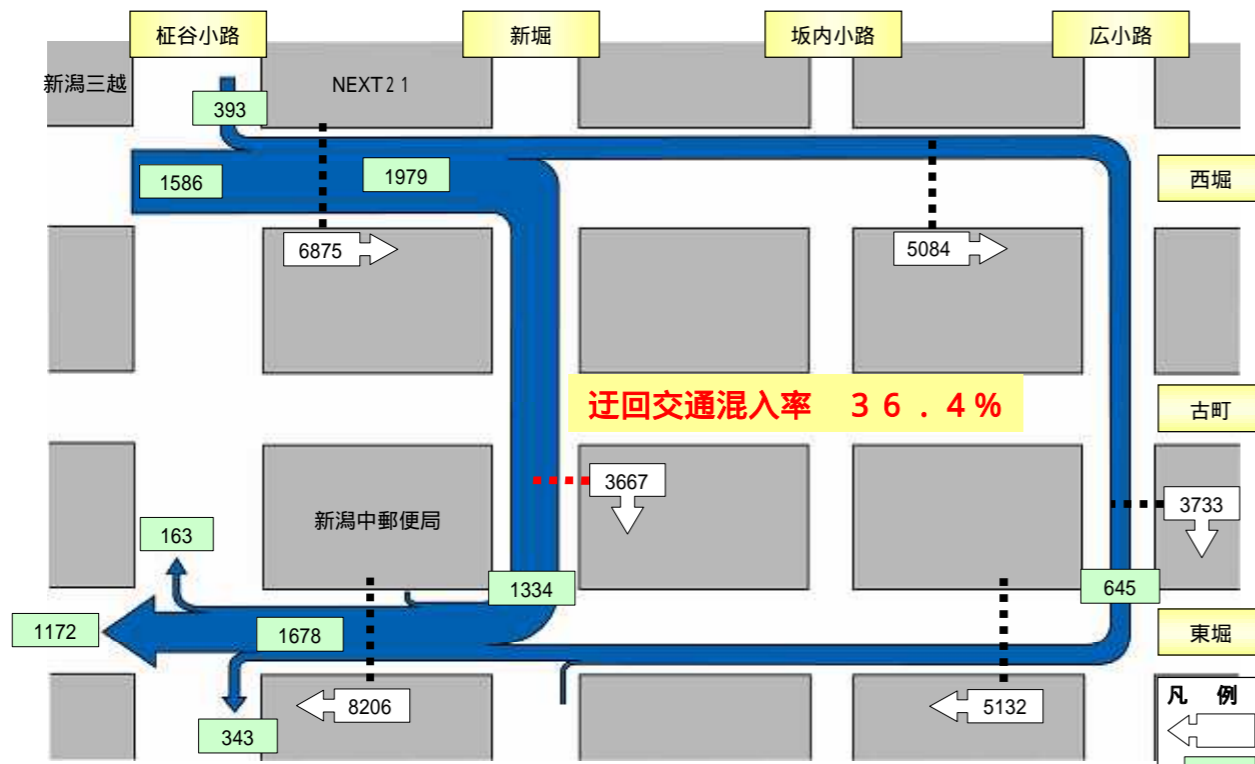 柾谷小路
新堀
坂内小路
広小路
新潟三越
NEXT21
393
1586
1979
西堀
6875
5084
迂回交通混入率 36.4%
古町
3667
3733
新潟中郵便局
163
1334
645
1172
1678
東堀
8206
5132
343
凡 例